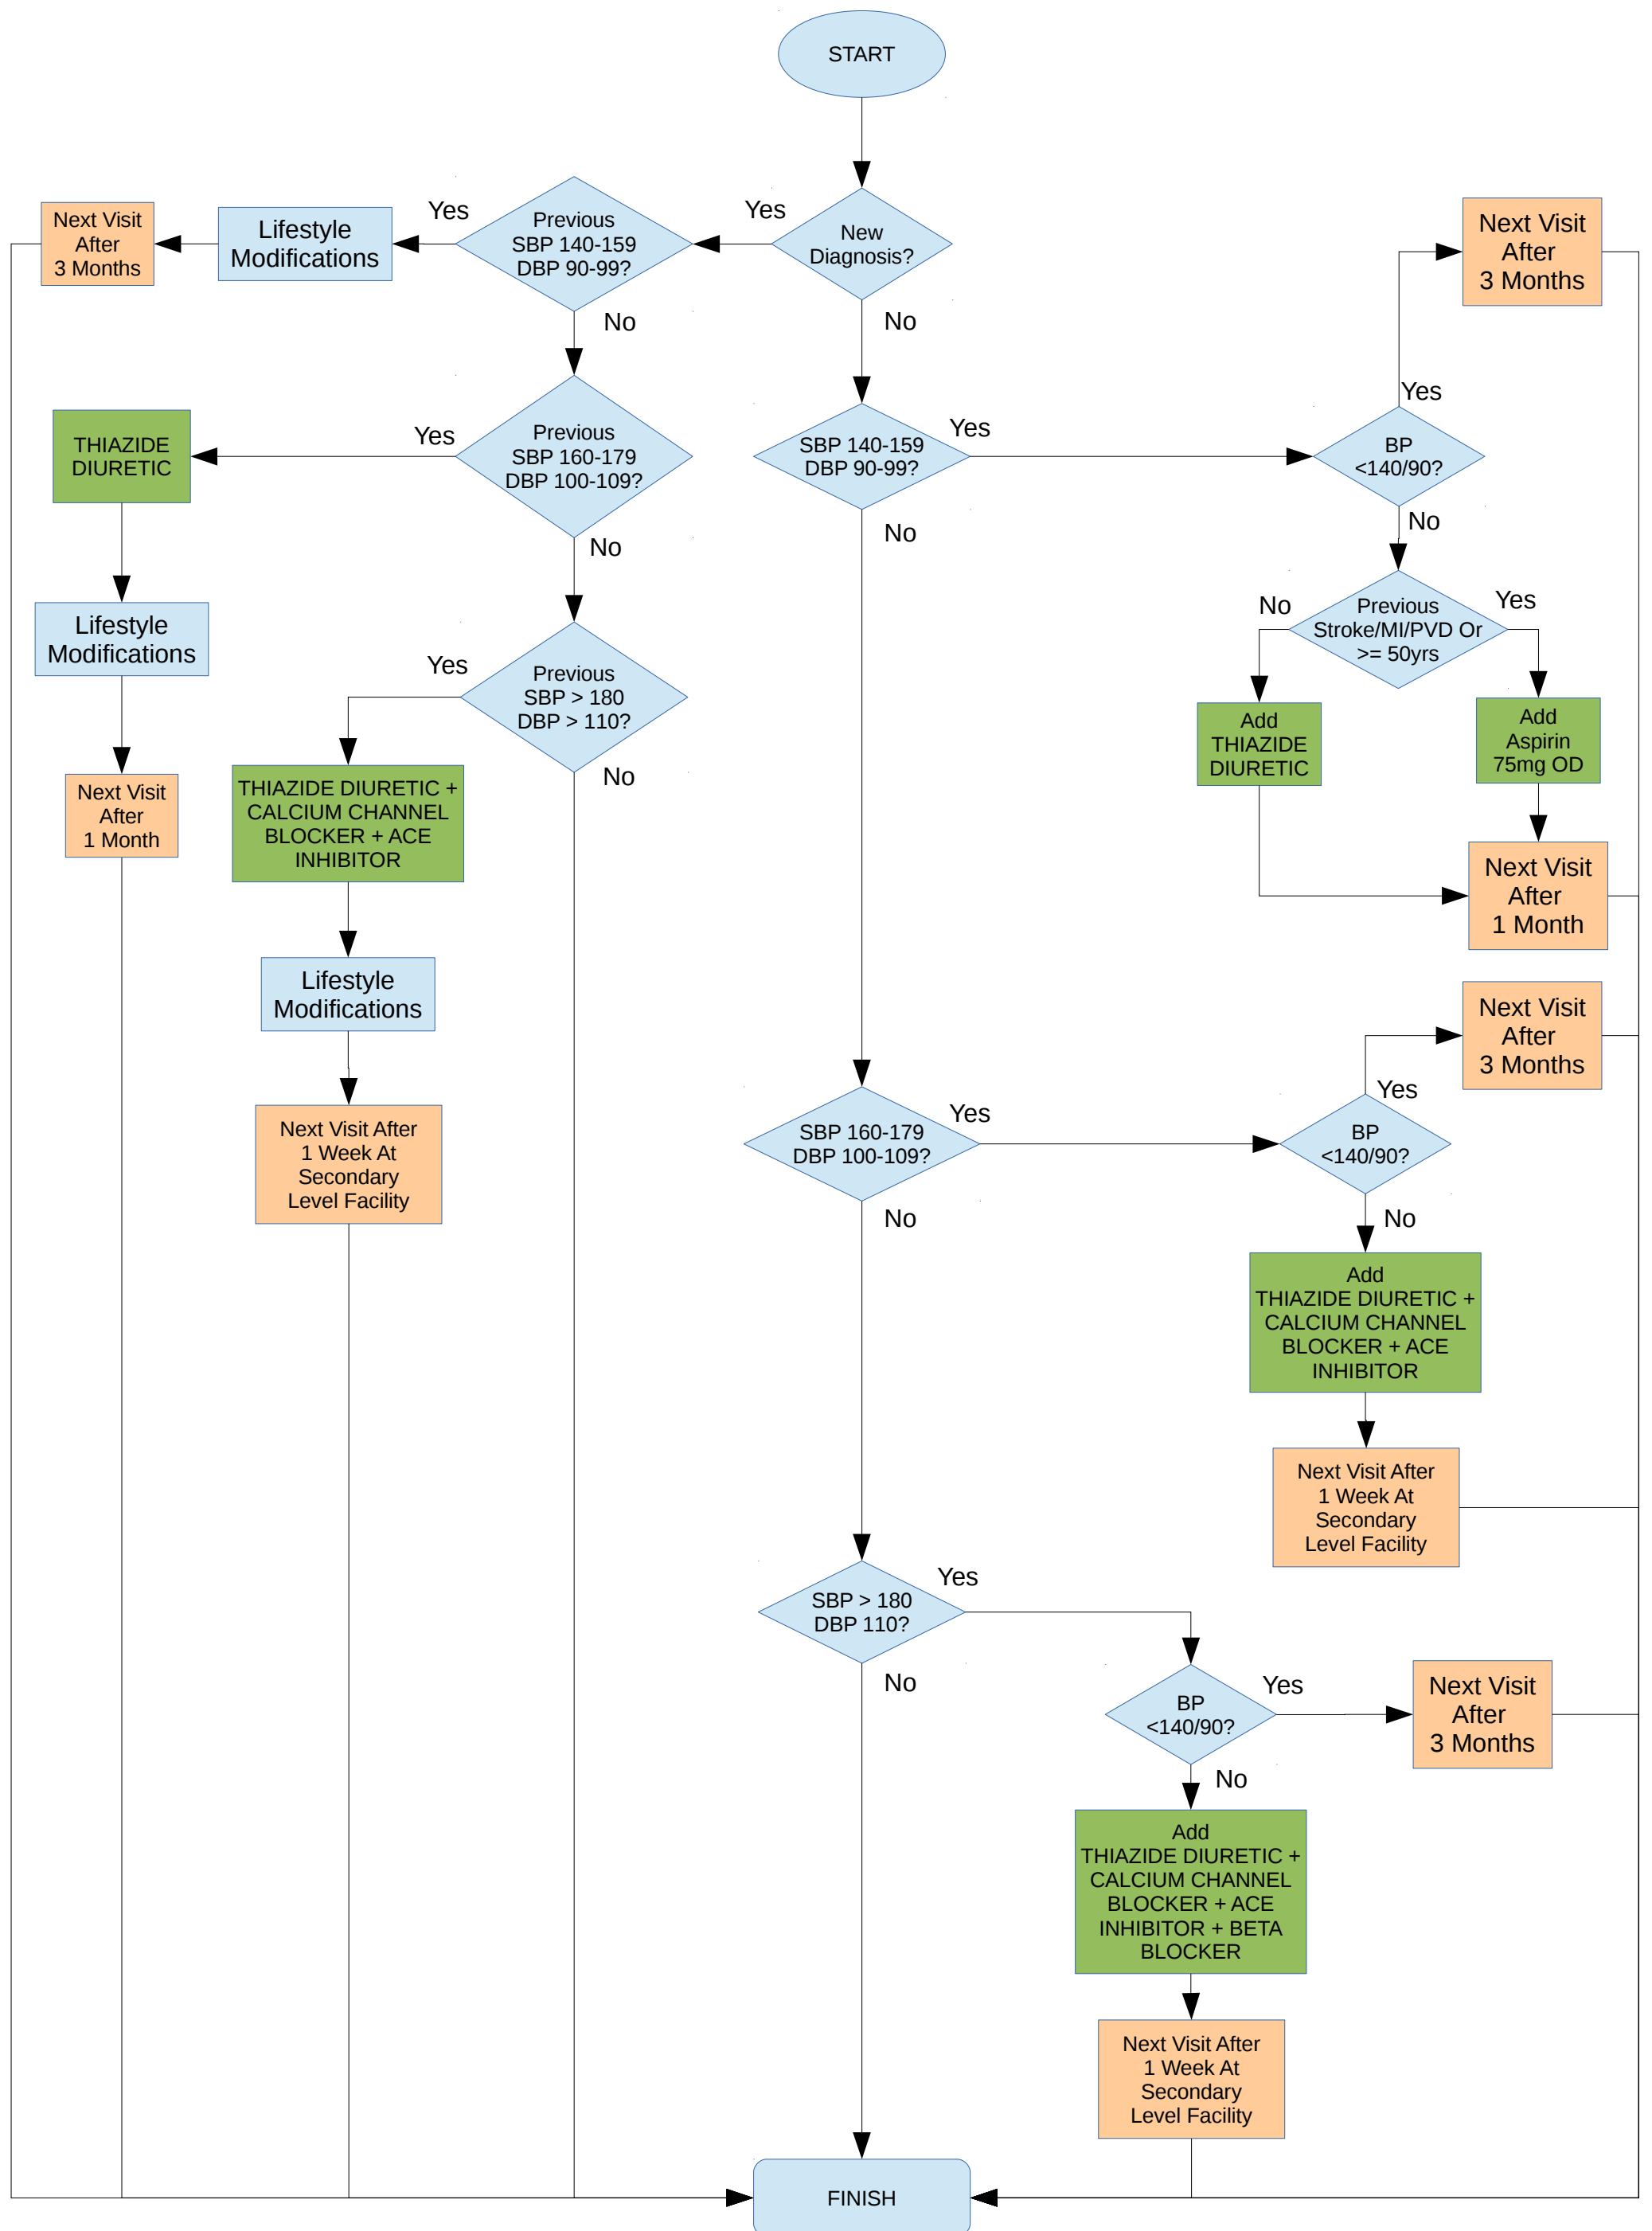 START
New
Diagnosis?
Yes
Previous
SBP 140-159
DBP 90-99?
Yes
Lifestyle
Modifications
Next Visit
After
3 Months
No
Previous
SBP 160-179
DBP 100-109?
Yes
THIAZIDE
DIURETIC
Lifestyle
Modifications
Next Visit
After
1 Month
No
Previous
SBP > 180
DBP > 110?
Yes
THIAZIDE DIURETIC +
CALCIUM CHANNEL
BLOCKER + ACE
INHIBITOR
Lifestyle
Modifications
Next Visit After
1 Week At
Secondary
Level Facility
No
No
SBP 140-159
DBP 90-99?
Yes
BP
<140/90?
Yes
Next Visit
After
3 Months
No
Previous
Stroke/MI/PVD Or
>= 50yrs
No
Add
THIAZIDE
DIURETIC
Yes
Add
Aspirin
75mg OD
Next Visit
After
1 Month
No
SBP 160-179
DBP 100-109?
Yes
BP
<140/90?
Yes
Next Visit
After
3 Months
No
Add
THIAZIDE DIURETIC +
CALCIUM CHANNEL
BLOCKER + ACE
INHIBITOR
Next Visit After
1 Week At
Secondary
Level Facility
No
SBP > 180
DBP 110?
Yes
BP
<140/90?
Yes
Next Visit
After
3 Months
No
Add
THIAZIDE DIURETIC +
CALCIUM CHANNEL
BLOCKER + ACE
INHIBITOR + BETA
BLOCKER
Next Visit After
1 Week At
Secondary
Level Facility
No
FINISH